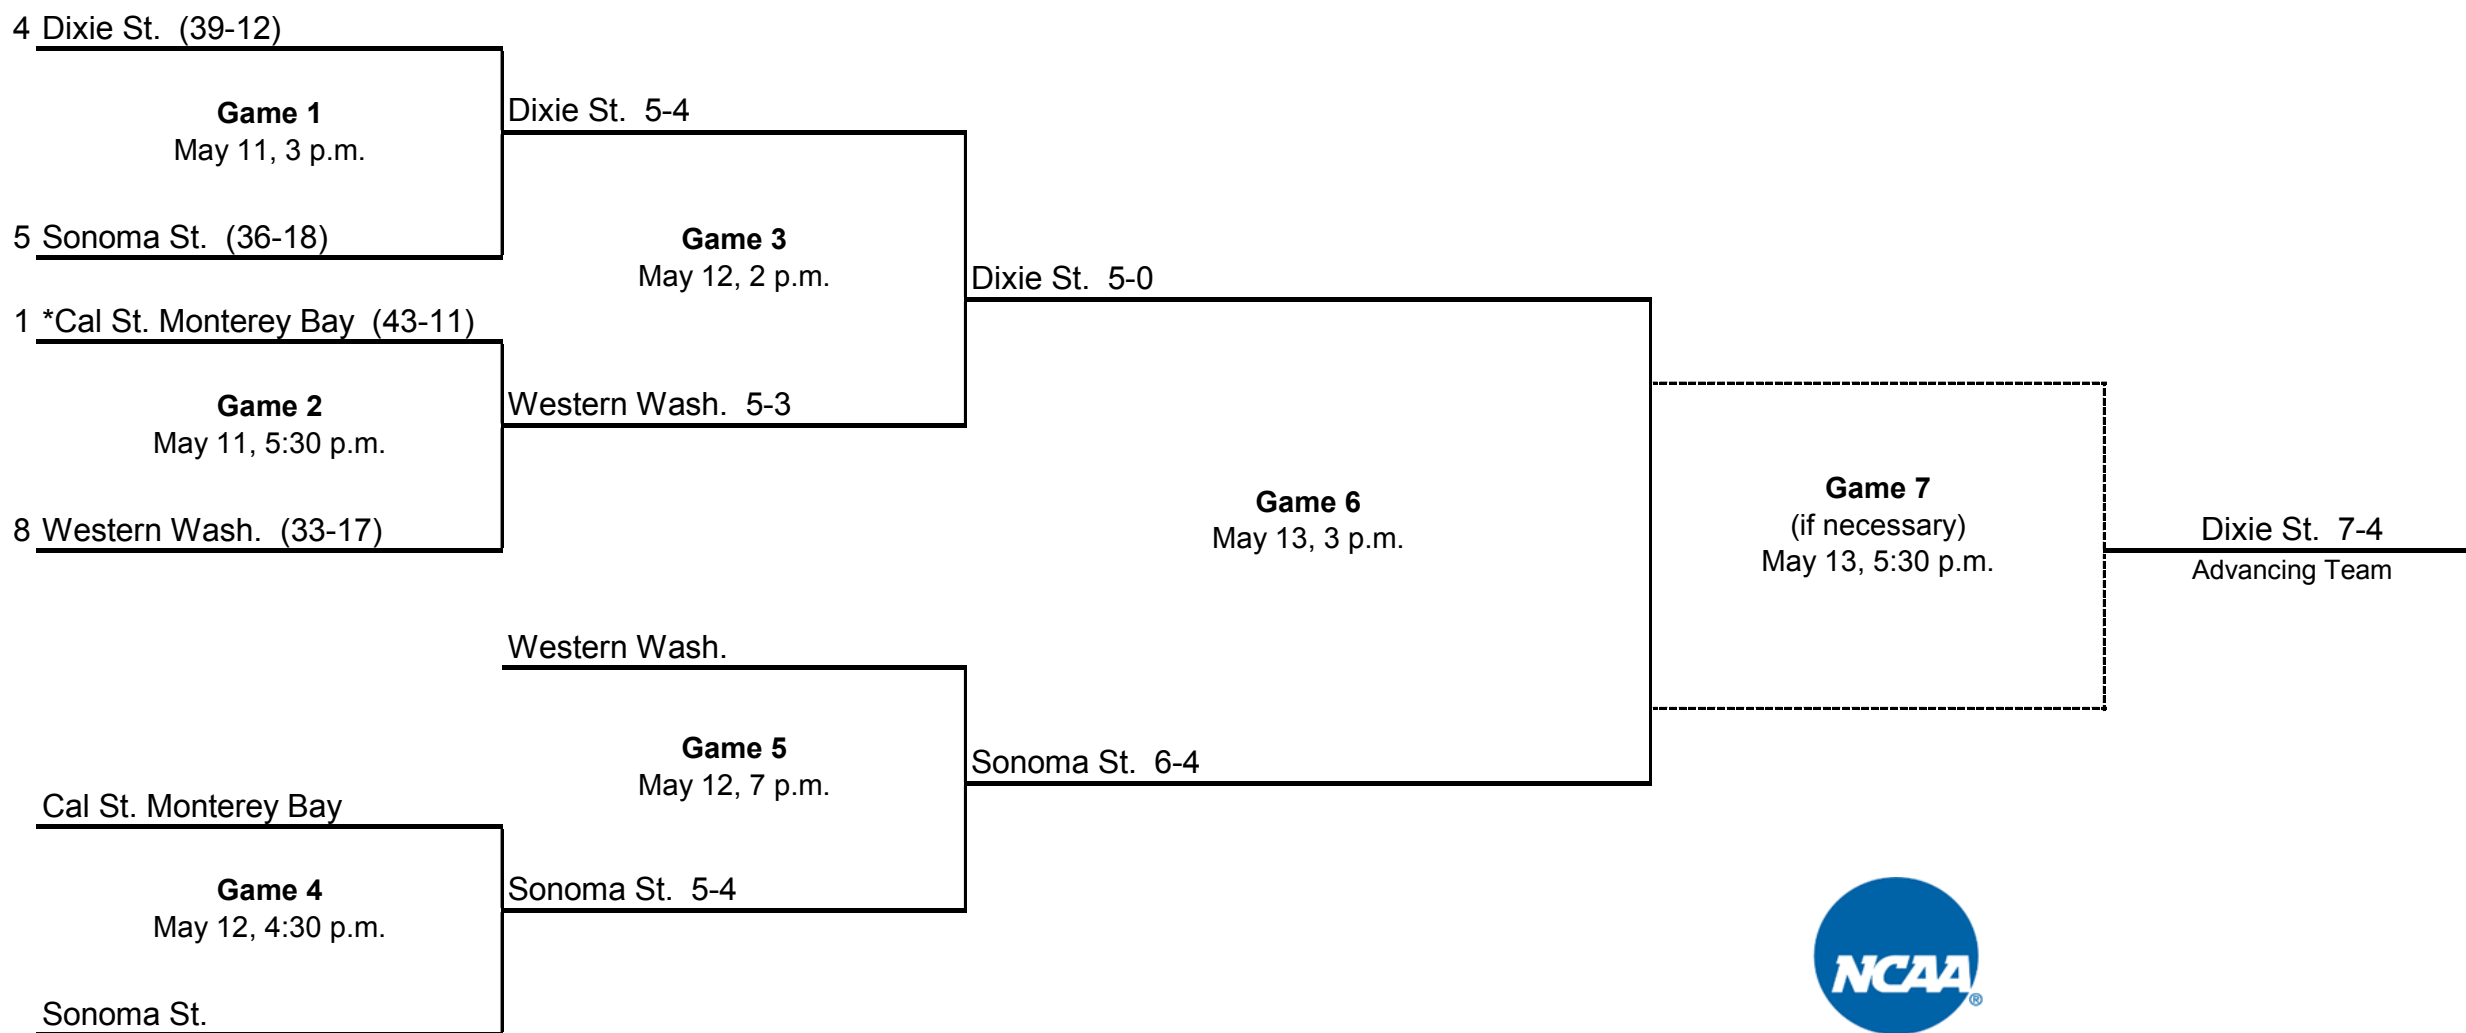 4 Dixie St. (39-12)
Game 1
May 11, 3 p.m.
5 Sonoma St. (36-18)
Dixie St. 5-4
1 *Cal St. Monterey Bay (43-11)
Game 2
May 11, 5:30 p.m.
8 Western Wash. (33-17)
Western Wash. 5-3
Game 3
May 12, 2 p.m.
Dixie St. 5-0
Game 6
May 13, 3 p.m.
Game 7
(if necessary)
May 13, 5:30 p.m.
Dixie St. 7-4
Advancing Team
Western Wash.
Game 5
May 12, 7 p.m.
Sonoma St. 6-4
Cal St. Monterey Bay
Game 4
May 12, 4:30 p.m.
Sonoma St.
Sonoma St. 5-4
NCAA®